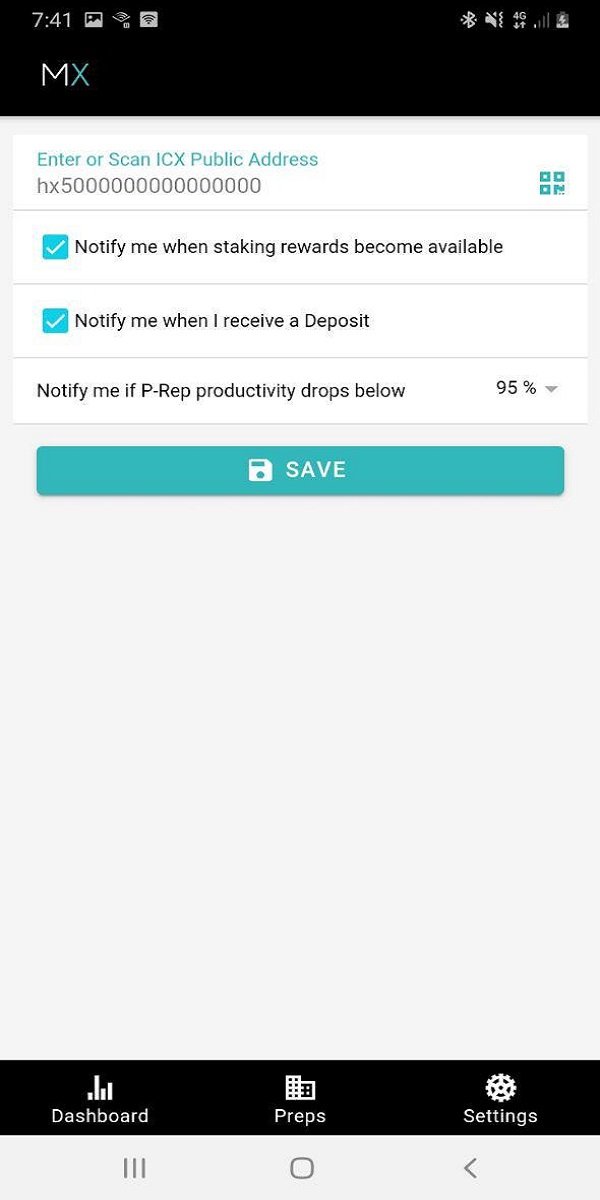 7:41
4G
MX
Enter or Scan ICX Public Address
hx5000000000000000
Notify me when staking rewards become available
Notify me when I receive a Deposit
Notify me if P-Rep productivity drops below 95 %
SAVE
Dashboard Preps Settings